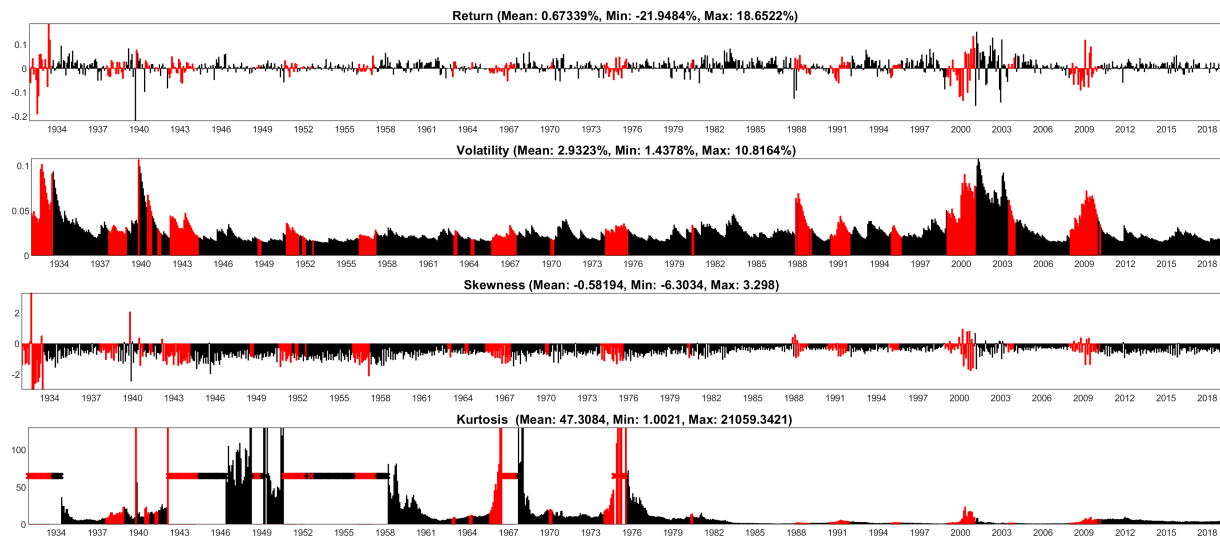 Return (Mean: 0.67339%, Min: -21.9484%, Max: 18.6522%)
0.1
0
-0.1
-0.2
1934 1937 1940 1943 1946 1949 1952 1955 1958 1961 1964 1967 1970 1973 1976 1979 1982 1985 1988 1991 1994 1997 2000 2003 2006 2009 2012 2015 2018
Volatility (Mean: 2.9323%, Min: 1.4378%, Max: 10.8164%)
0.1
0.05
0
1934 1937 1940 1943 1946 1949 1952 1955 1958 1961 1964 1967 1970 1973 1976 1979 1982 1985 1988 1991 1994 1997 2000 2003 2006 2009 2012 2015 2018
Skewness (Mean: -0.58194, Min: -6.3034, Max: 3.298)
2
0
-2
1934 1937 1940 1943 1946 1949 1952 1955 1958 1961 1964 1967 1970 1973 1976 1979 1982 1985 1988 1991 1994 1997 2000 2003 2006 2009 2012 2015 2018
Kurtosis (Mean: 47.3084, Min: 1.0021, Max: 21059.3421)
100
50
0
1934 1937 1940 1943 1946 1949 1952 1955 1958 1961 1964 1967 1970 1973 1976 1979 1982 1985 1988 1991 1994 1997 2000 2003 2006 2009 2012 2015 2018